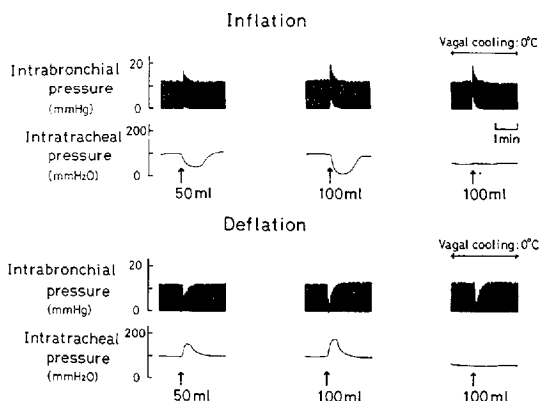 Inflation
Vagal cooling: 0°C
Intrabronchial pressure (mmHg)
20
10
0
1min
Intratracheal pressure (mmH2O)
200
100
0
50ml
100ml
100ml
Deflation
Vagal cooling: 0°C
Intrabronchial pressure (mmHg)
20
10
0
Intratracheal pressure (mmH2O)
200
100
0
50ml
100ml
100ml